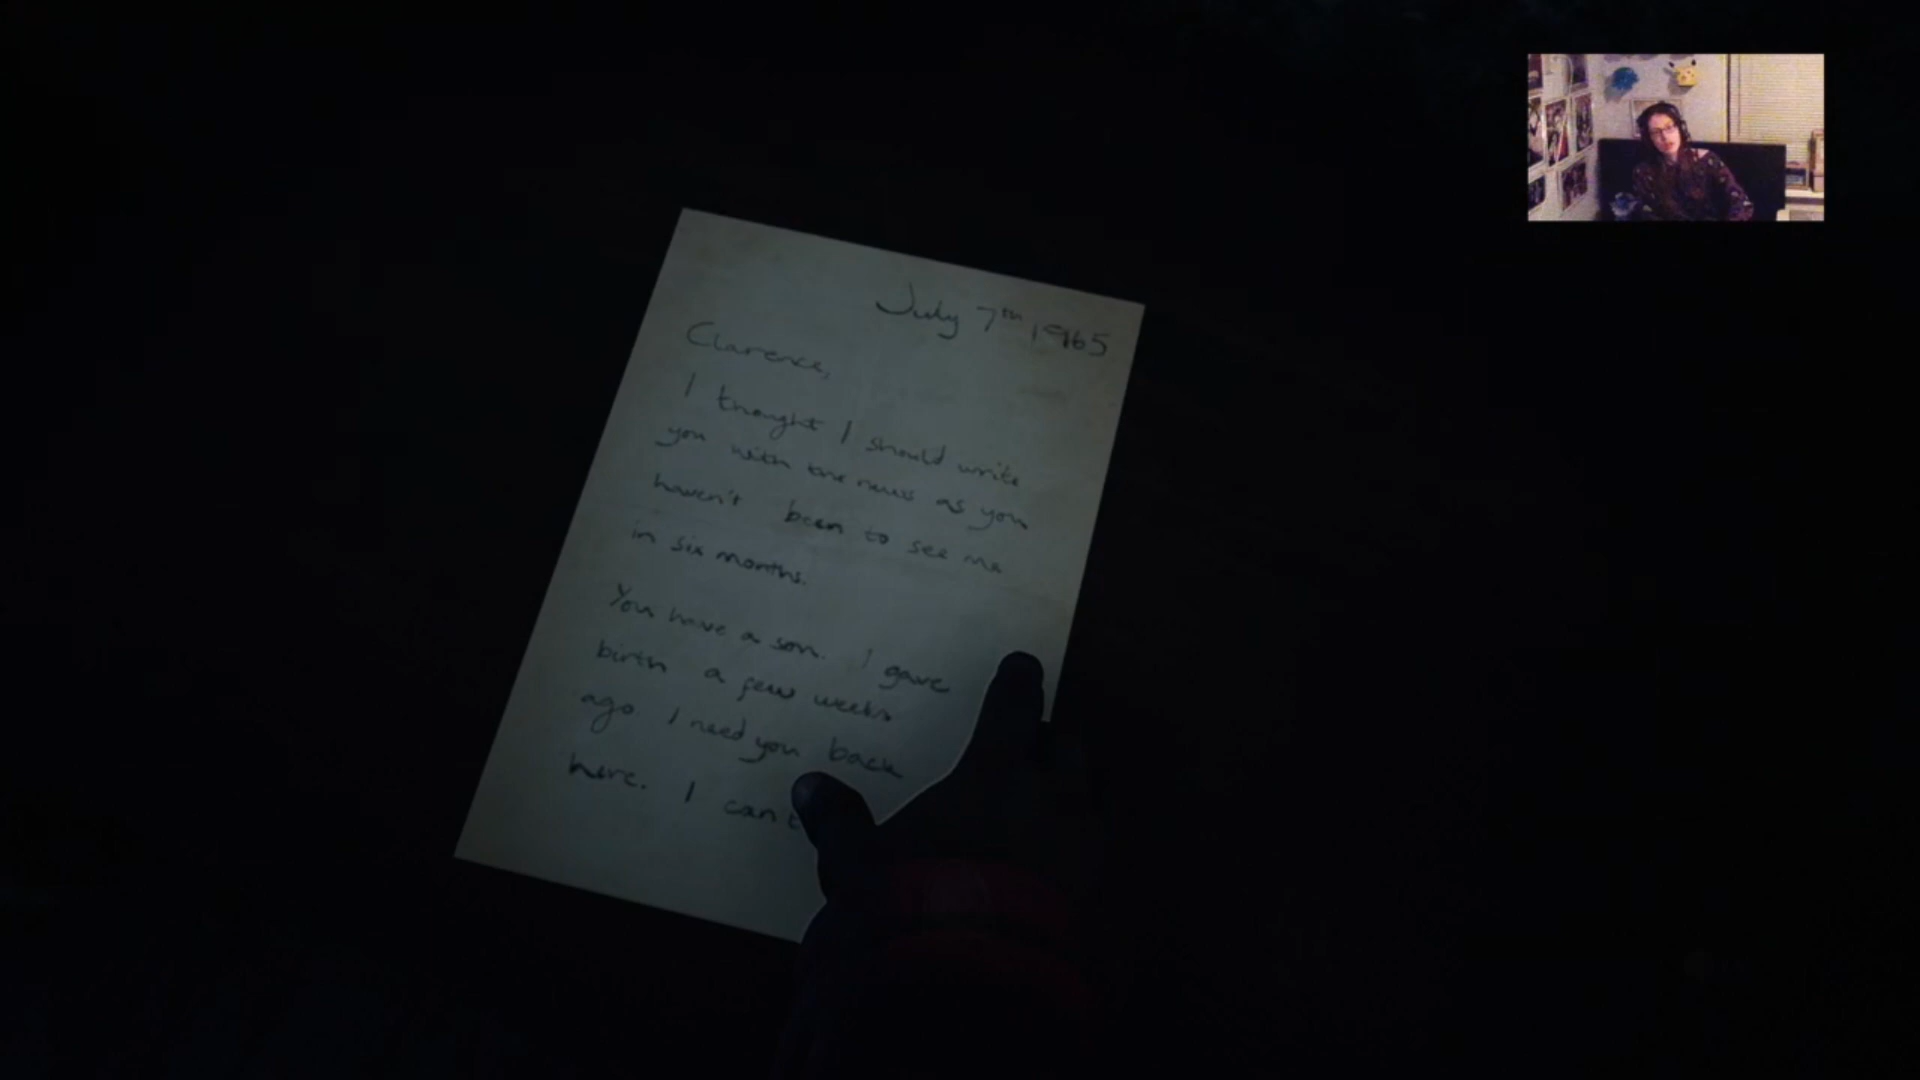 July 7th 1965
Clarence,
I thought I should write
you with the news as you
haven't been to see me
in six months.
You have a son. I gave
birth a few weeks
ago. I need you back
here. I can't